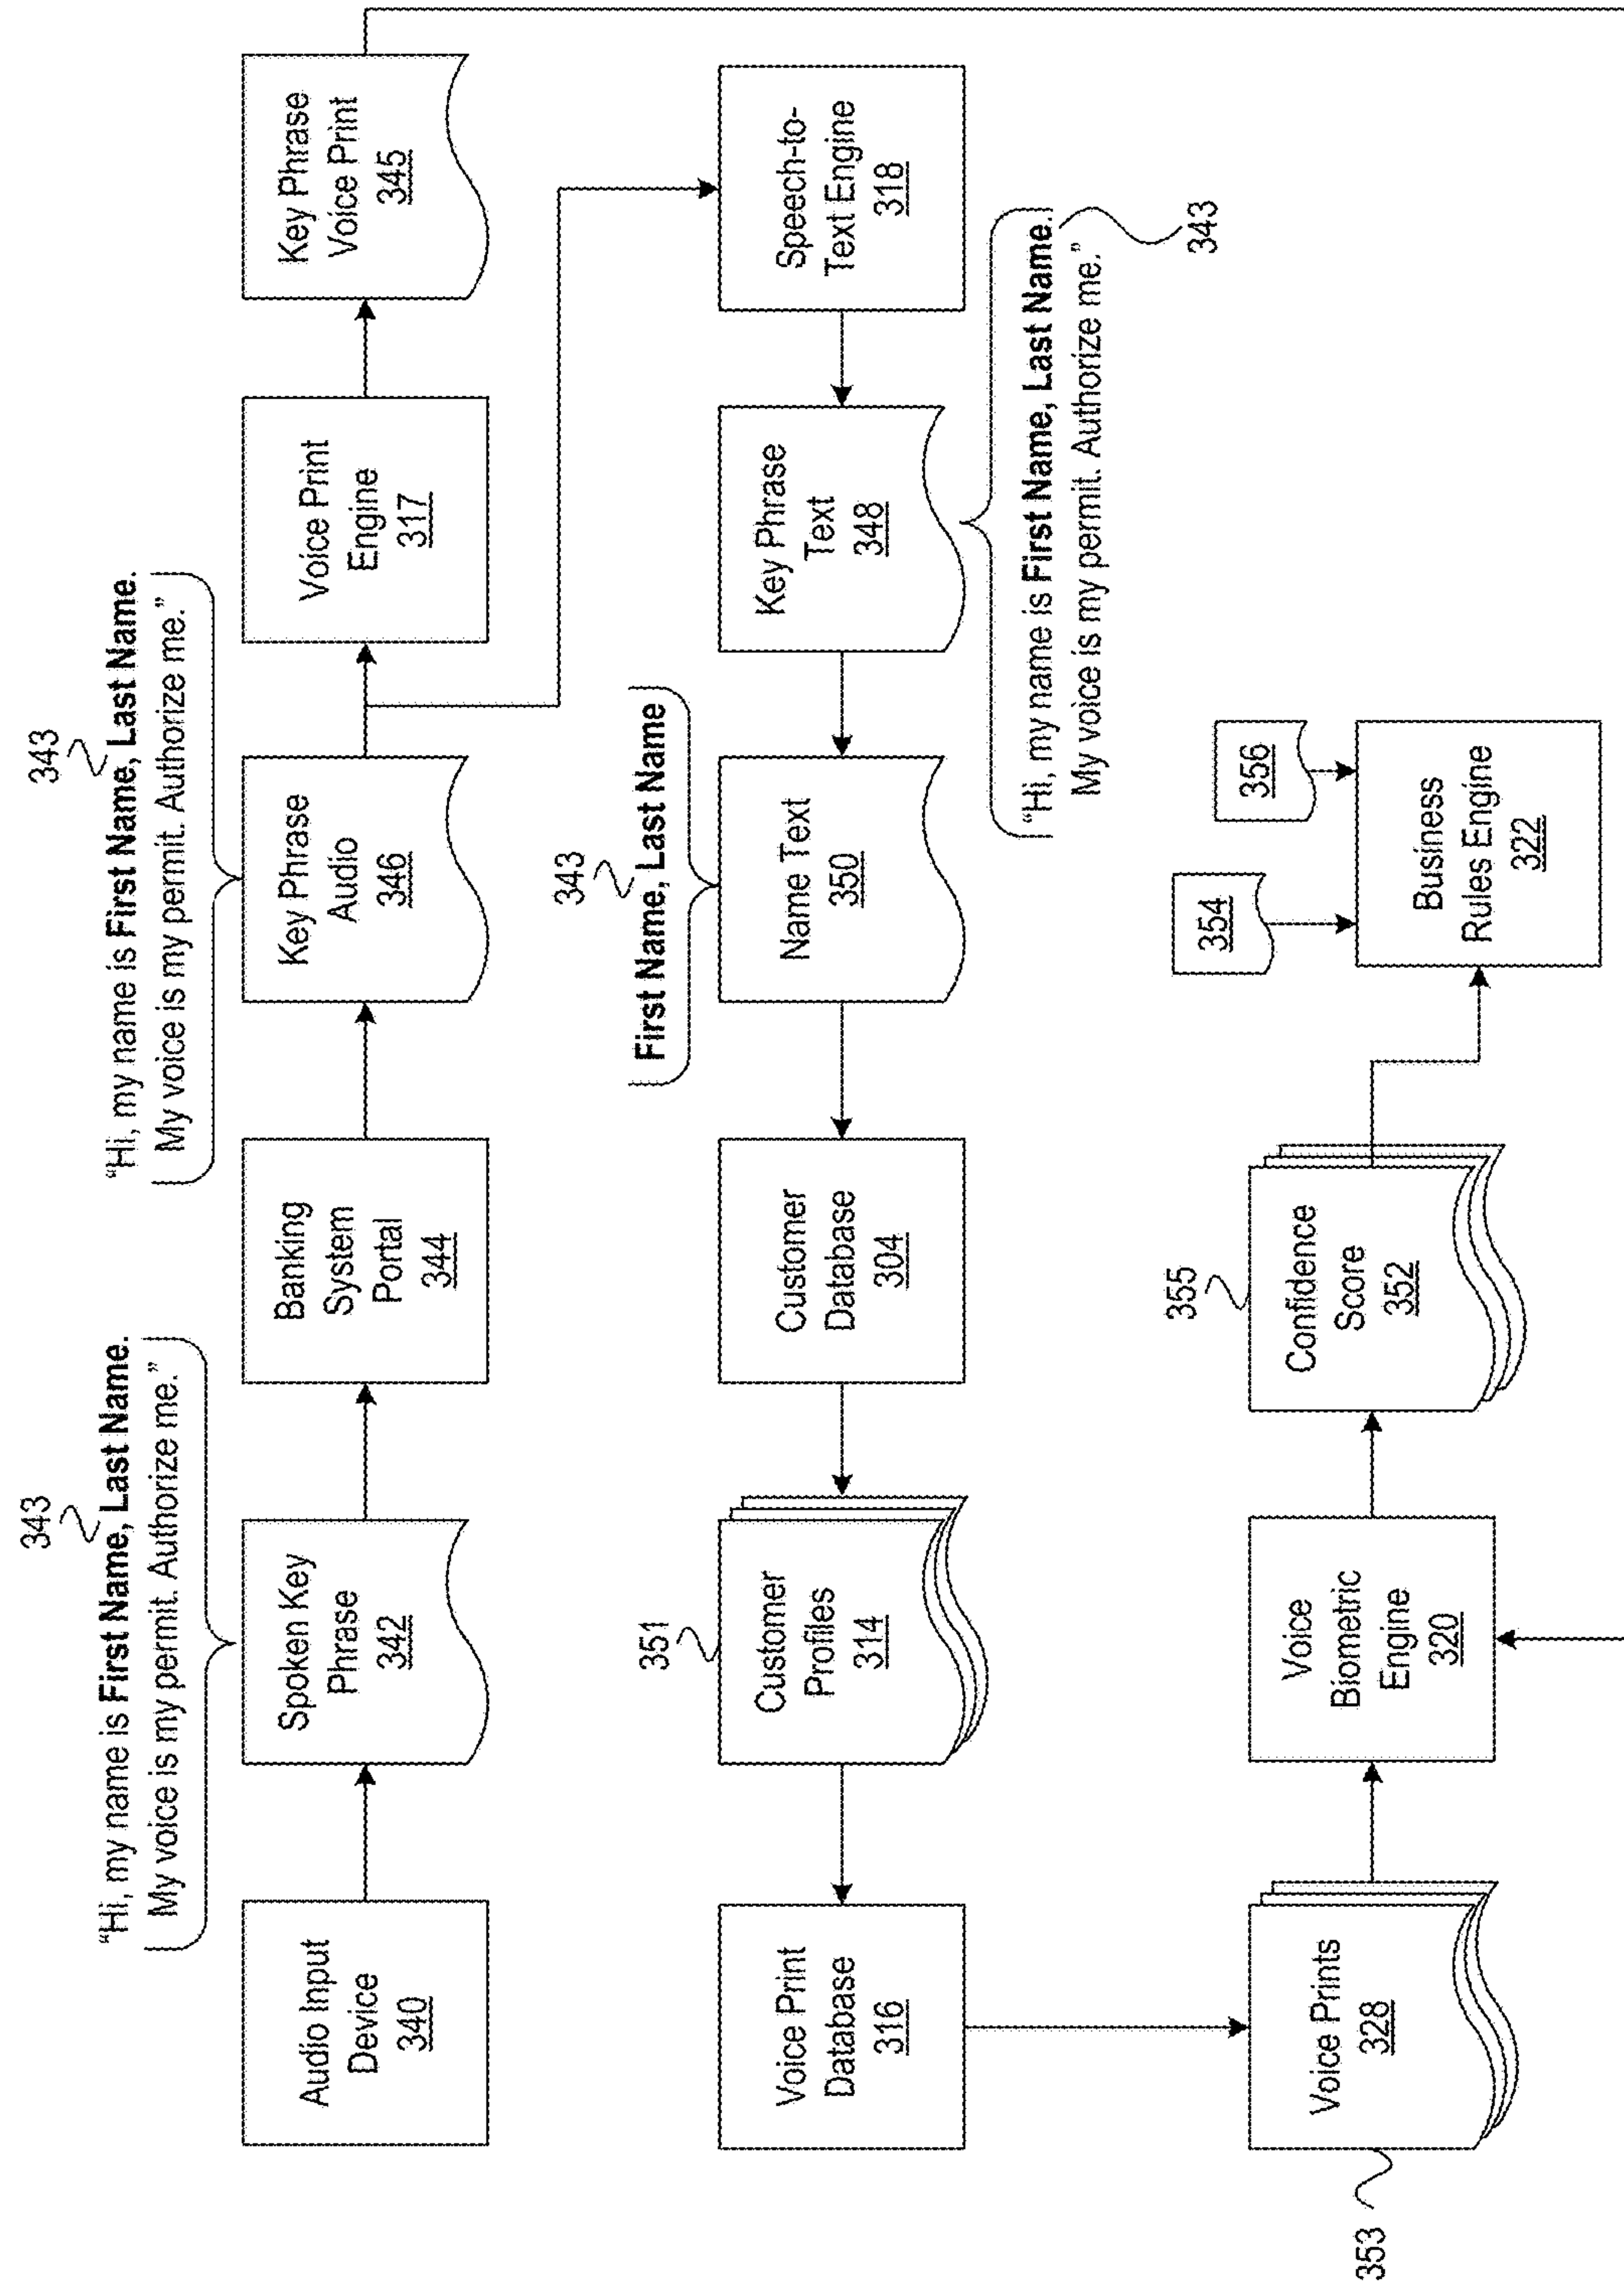 343
"Hi, my name is First Name, Last Name.
My voice is my permit. Authorize me."
343
"Hi, my name is First Name, Last Name.
My voice is my permit. Authorize me."
Audio Input
Device
340
Spoken Key
Phrase
342
Banking
System
Portal
344
Key Phrase
Audio
346
Voice Print
Engine
317
Key Phrase
Voice Print
345
343
First Name, Last Name
351
Voice Print
Database
316
Customer
Profiles
314
Customer
Database
304
Name Text
350
Key Phrase
Text
348
Speech-to-
Text Engine
318
"Hi, my name is First Name, Last Name.
My voice is my permit. Authorize me."
343
353
Voice Prints
328
Voice
Biometric
Engine
320
355
Confidence
Score
352
354
356
Business
Rules Engine
322